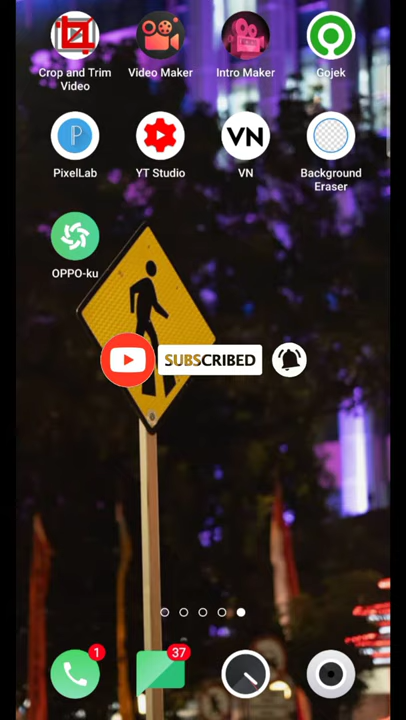 Crop and Trim Video
Video Maker
Intro Maker
Gojek
P
PixelLab
YT Studio
VN
VN
Background Eraser
OPPO-ku
SUBSCRIBED
1
37